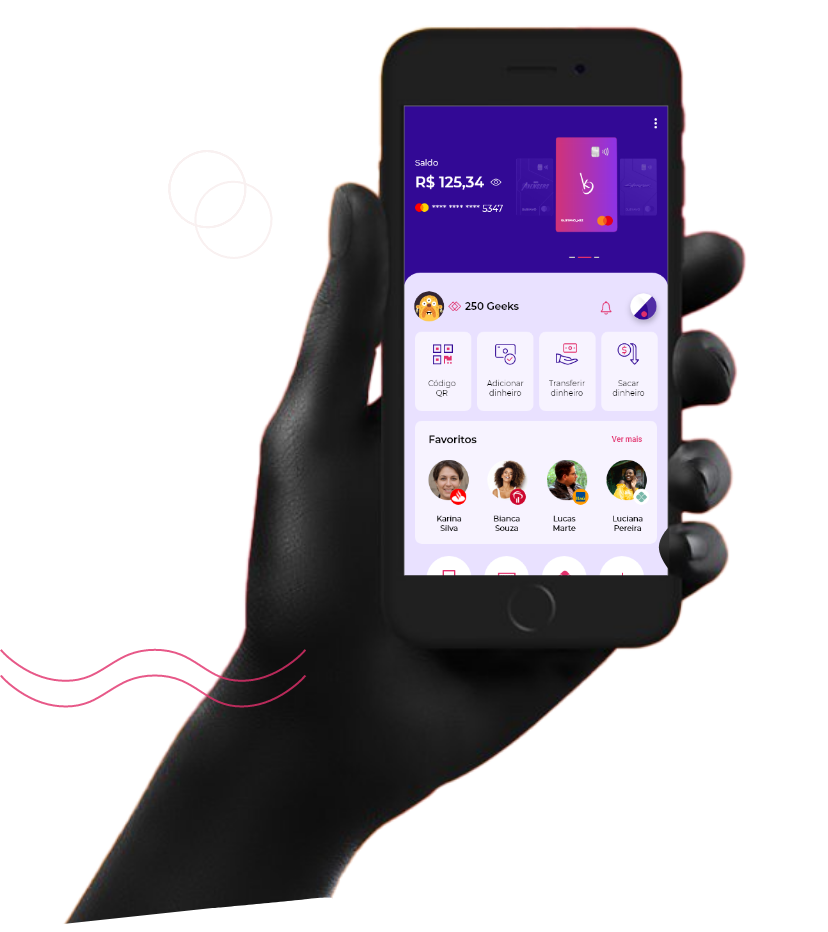 Saldo
R$ 125,34
**** **** **** 5347
250 Geeks
Código
QR
Adicionar
dinheiro
Transferir
dinheiro
Sacar
dinheiro
Favoritos
Ver mais
Karina
Silva
Bianca
Souza
Lucas
Marte
Luciana
Pereira